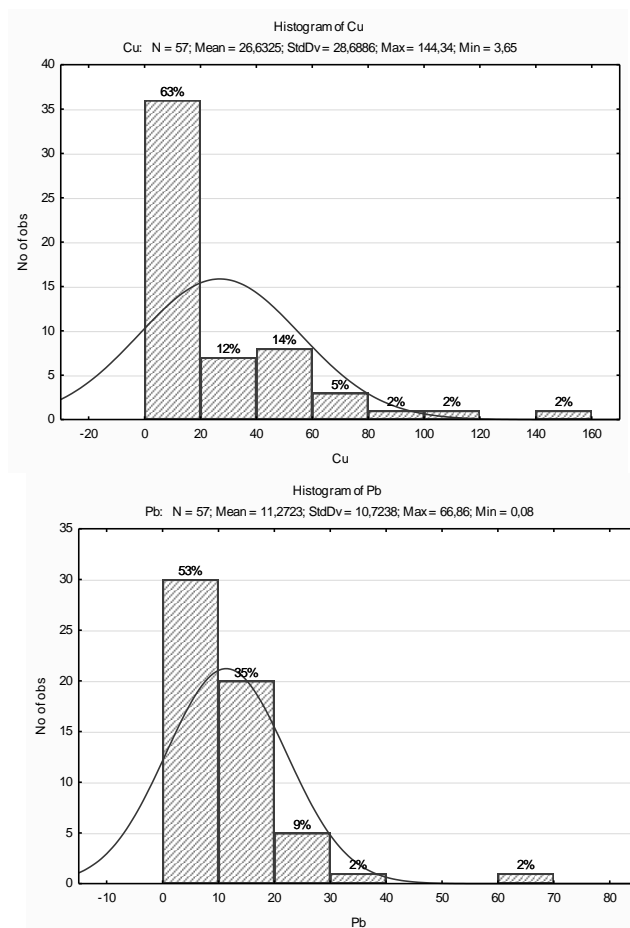 Histogram of Cu
Cu: N = 57; Mean = 26,6325; StdDv = 28,6886; Max = 144,34; Min = 3,65
40
63%
35
30
25
No of obs
20
15
14%
12%
10
5%
5
2%
2%
2%
0
-20 0 20 40 60 80 100 120 140 160
Cu
Histogram of Pb
Pb: N = 57; Mean = 11,2723; StdDv = 10,7238; Max = 66,86; Min = 0,08
35
53%
30
25
35%
20
No of obs
15
10
9%
5
2%
2%
0
-10 0 10 20 30 40 50 60 70 80
Pb